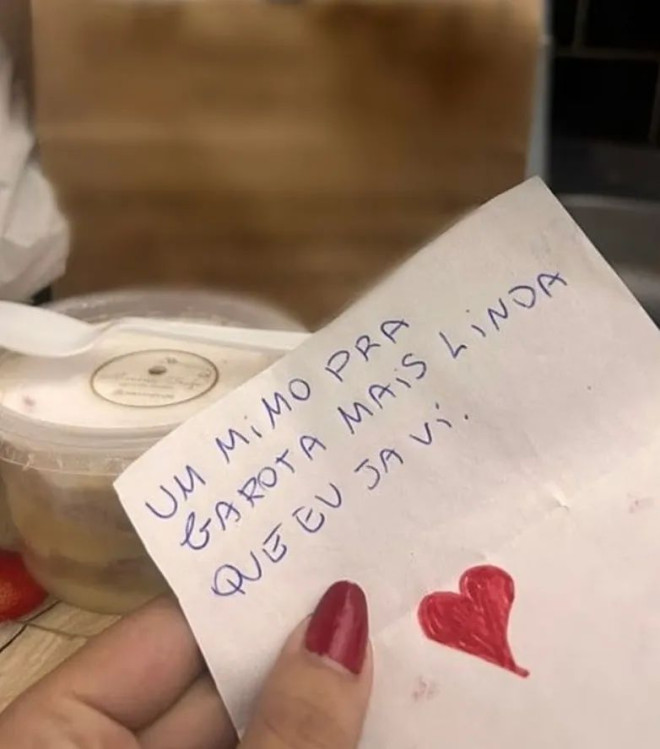 UM MiMO PRA
GAROTA MAiS LiNDA
QUE EU JA Vi.